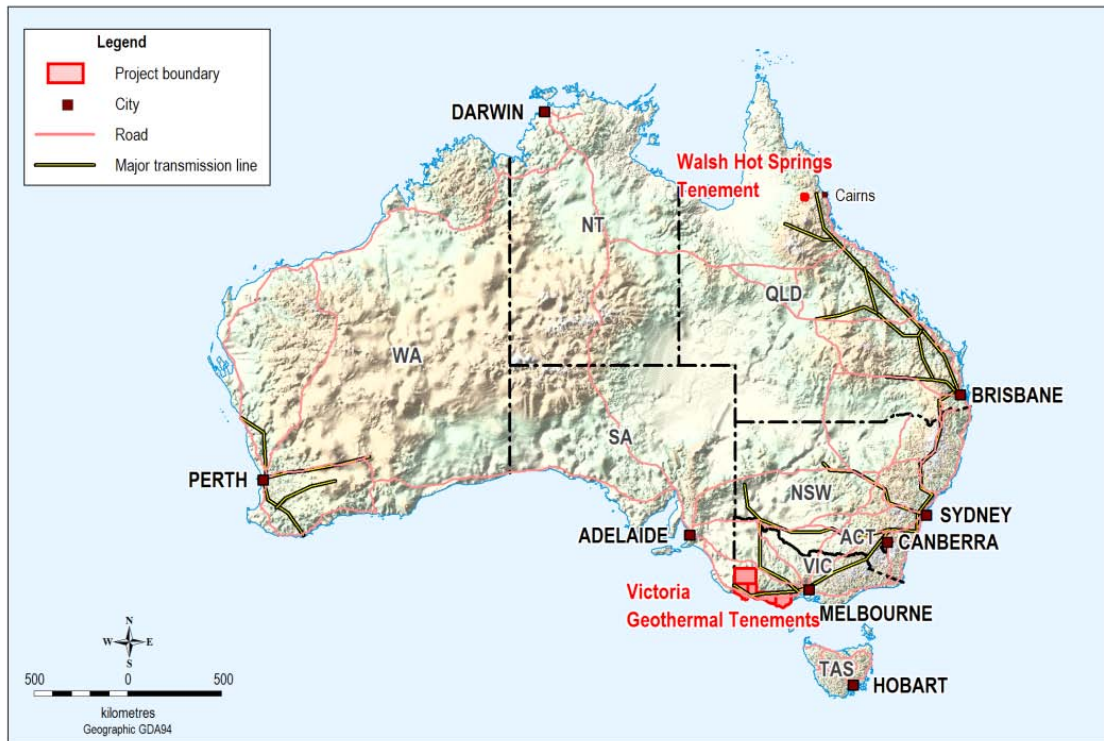 Legend
Project boundary
City
Road
Major transmission line
DARWIN
Walsh Hot Springs
Tenement
Cairns
NT
QLD
WA
BRISBANE
SA
PERTH
NSW
SYDNEY
ADELAIDE
ACT
CANBERRA
VIC
Victoria
Geothermal Tenements
MELBOURNE
TAS
HOBART
N
W E
S
500 0 500
kilometres
Geographic GDA94